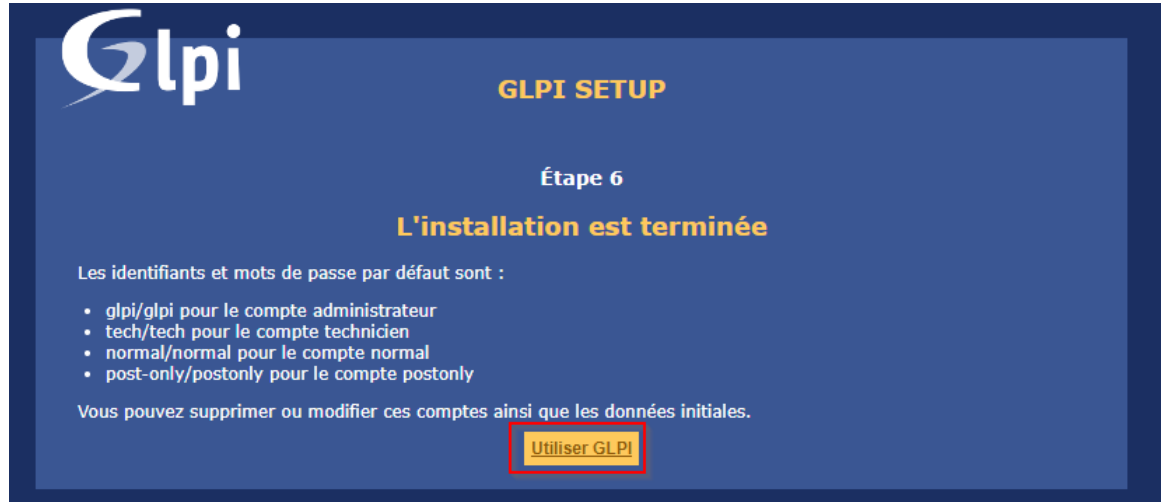 Glpi
GLPI SETUP
Étape 6
L'installation est terminée
Les identifiants et mots de passe par défaut sont :
• glpi/glpi pour le compte administrateur
• tech/tech pour le compte technicien
• normal/normal pour le compte normal
• post-only/postonly pour le compte postonly
Vous pouvez supprimer ou modifier ces comptes ainsi que les données initiales.
Utiliser GLPI